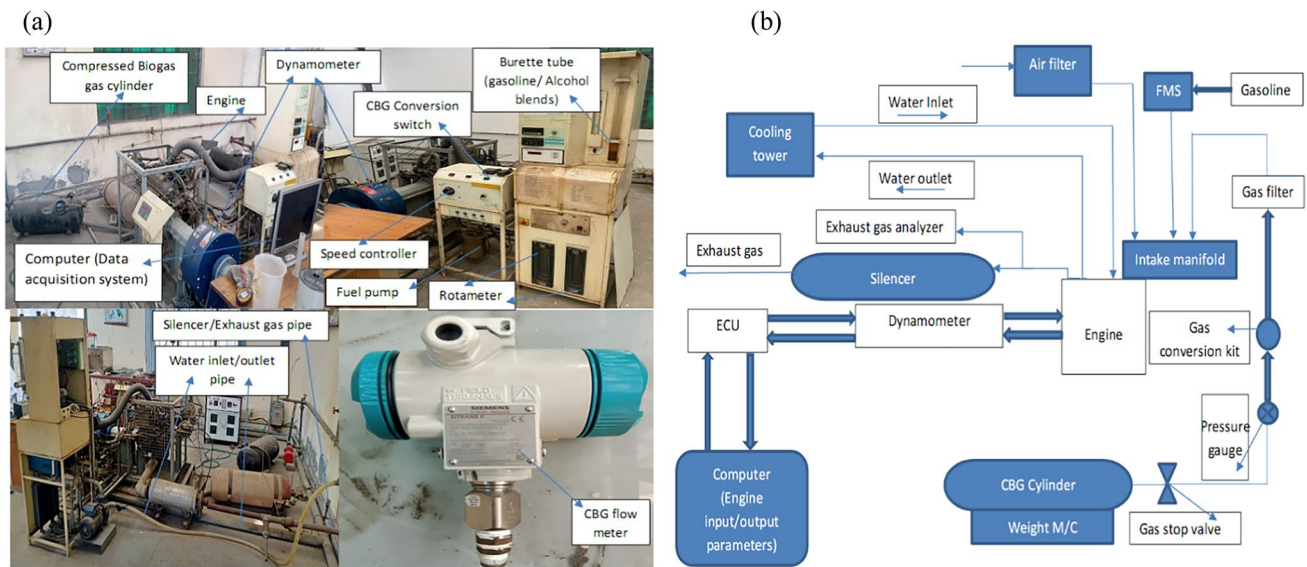 (a)
Compressed Biogas
gas cylinder
Engine
Dynamometer
CBG Conversion
switch
Burette tube
(gasoline/ Alcohol
blends)
Computer (Data
acquisition system)
Speed controller
Fuel pump
Rotameter
Silencer/Exhaust gas pipe
Water inlet/outlet
pipe
FIELD
TERMINALS
SIEMENS
SITRANS P
CBG flow
meter
(b)
Air filter
FMS
Gasoline
Water Inlet
Cooling
tower
Water outlet
Gas filter
Exhaust gas analyzer
Exhaust gas
Silencer
Intake manifold
ECU
Dynamometer
Engine
Gas
conversion kit
Pressure
gauge
Computer
(Engine
input/output
parameters)
CBG Cylinder
Weight M/C
Gas stop valve